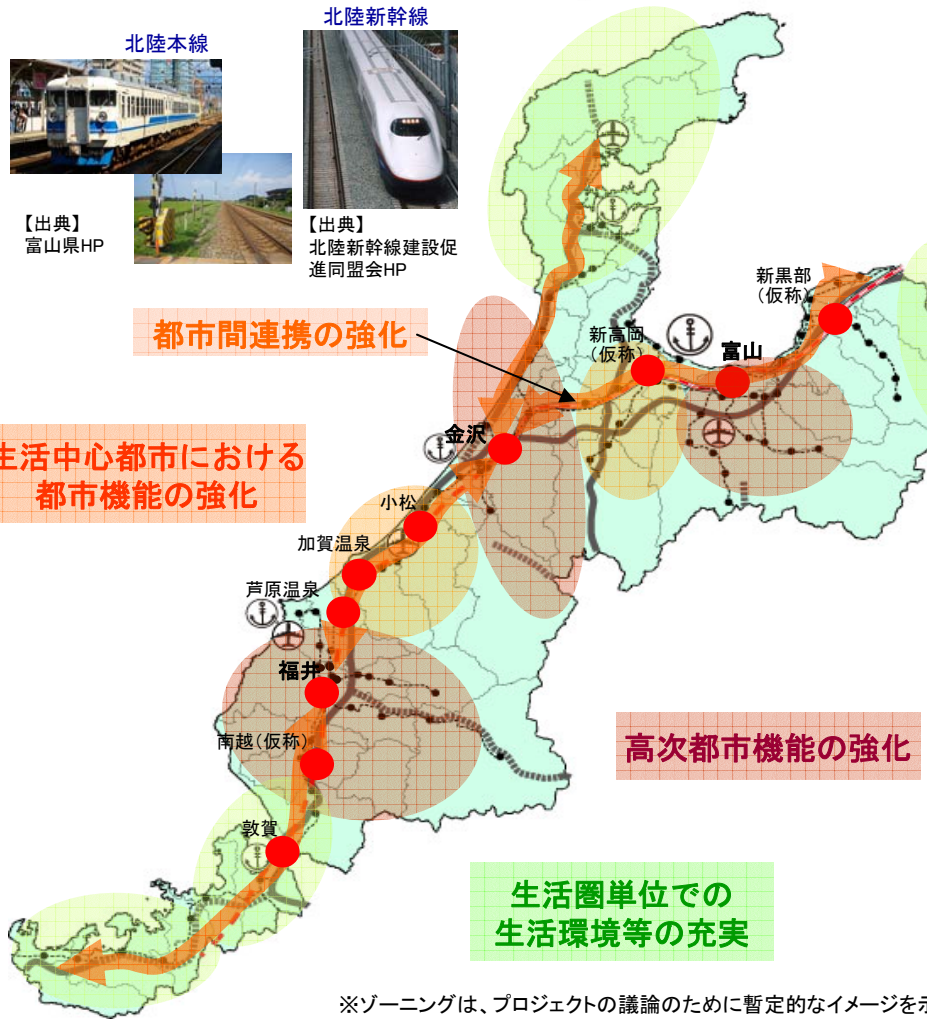 北陸本線
北陸新幹線
【出典】
富山県HP
【出典】
北陸新幹線建設促
進同盟会HP
新黒部
(仮称)
都市間連携の強化
新高岡
(仮称)
富山
金沢
生活中心都市における
都市機能の強化
小松
加賀温泉
芦原温泉
福井
南越(仮称)
高次都市機能の強化
敦賀
生活圏単位での
生活環境等の充実
※ゾーニングは、プロジェクトの議論のために暫定的なイメージを示